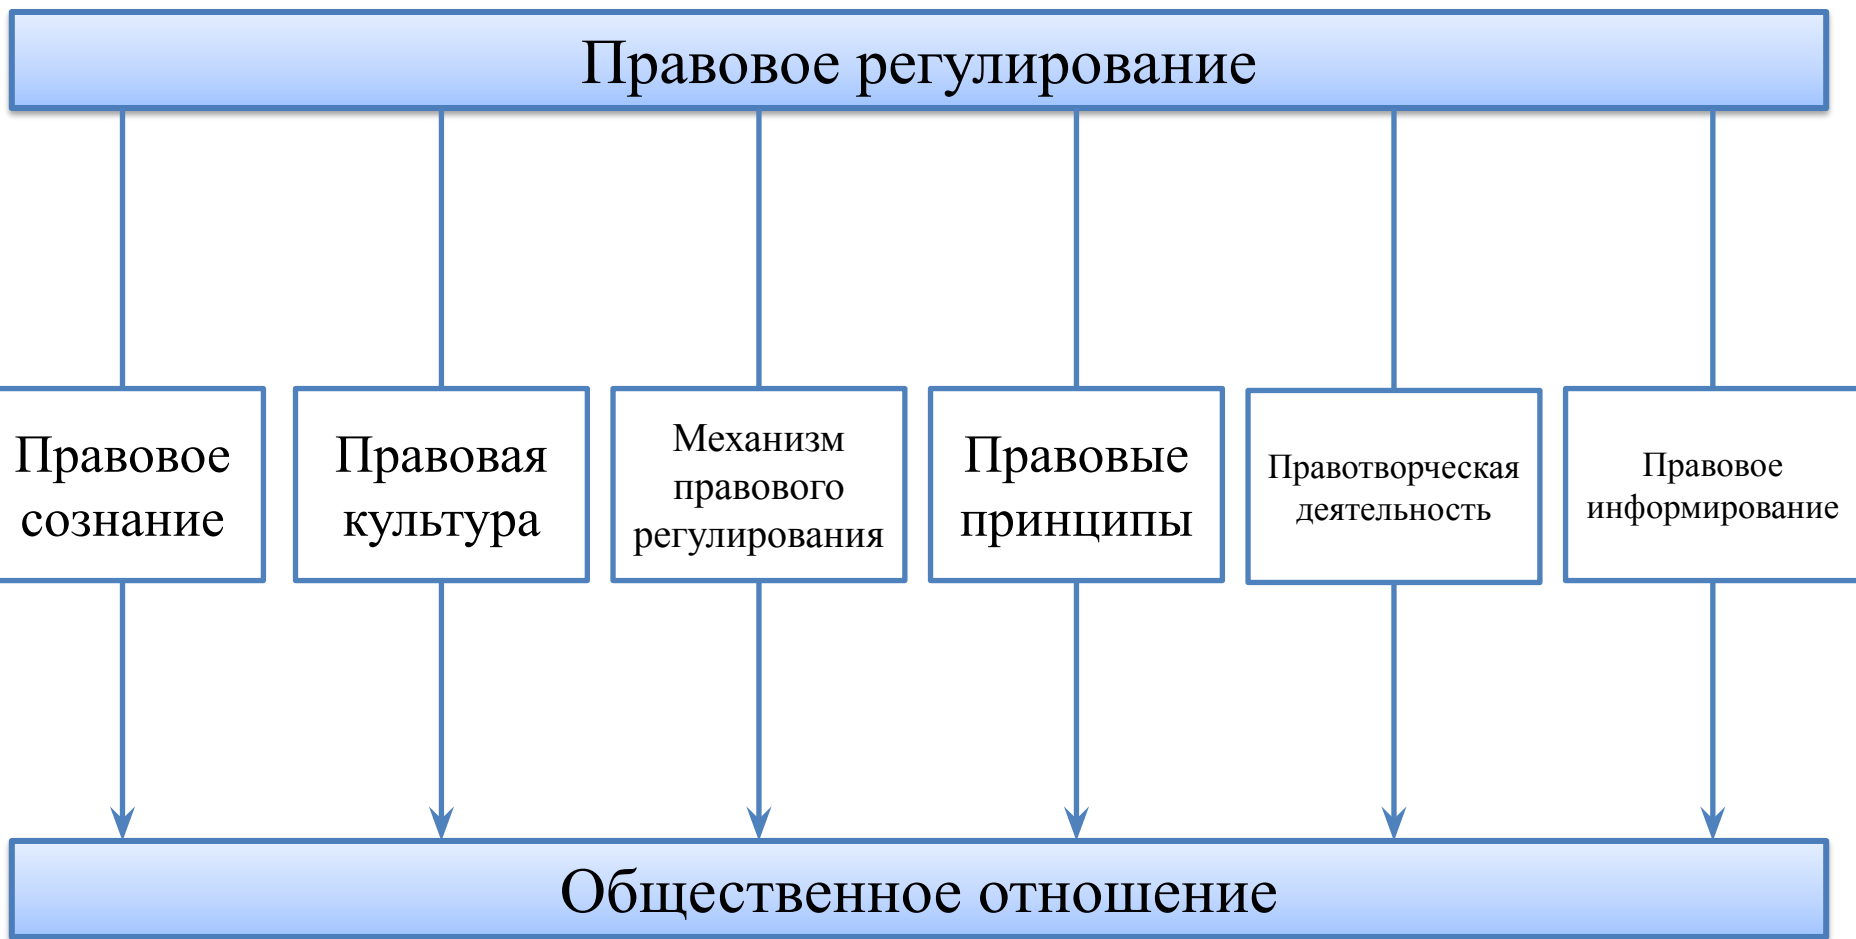 Правовое регулирование
Правовое
сознание
Правовая
культура
Механизм
правового
регулирования
Правовые
принципы
Правотворческая
деятельность
Правовое
информирование
Общественное отношение